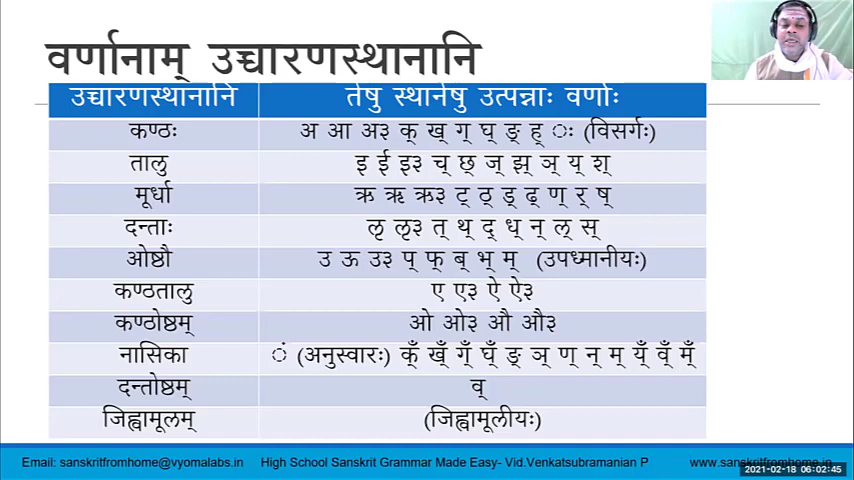 वर्णानाम् उच्चारणस्थानानि
उच्चारणस्थानानि तेषु स्थानेषु उत्पन्नाः वर्णाः
कण्ठः अ आ अ३ क् ख् ग् घ् ङ् ह् ः (विसर्गः)
तालु इ ई इ३ च् छ् ज् झ् ञ् य् श्
मूर्धा ऋ ॠ ऋ३ ट् ठ् ड् ढ् ण् र् ष्
दन्ताः ऌ ऌ३ त् थ् द् ध् न् ल् स्
ओष्ठौ उ ऊ उ३ प् फ् ब् भ् म् (उपध्मानीयः)
कण्ठतालु ए ए३ ऐ ऐ३
कण्ठोष्ठम् ओ ओ३ औ औ३
नासिका ं (अनुस्वारः) क्ँ ख्ँ ग्ँ घ्ँ ङ् ञ् ण् न् म् य्ँ व्ँ म्ँ
दन्तोष्ठम् व्
जिह्वामूलम् (जिह्वामूलीयः)
Email: sanskritfromhome@vyomalabs.in High School Sanskrit Grammar Made Easy- Vid.Venkatsubramanian P www.sanskritfromhome.in
2021-02-18 06:02:45